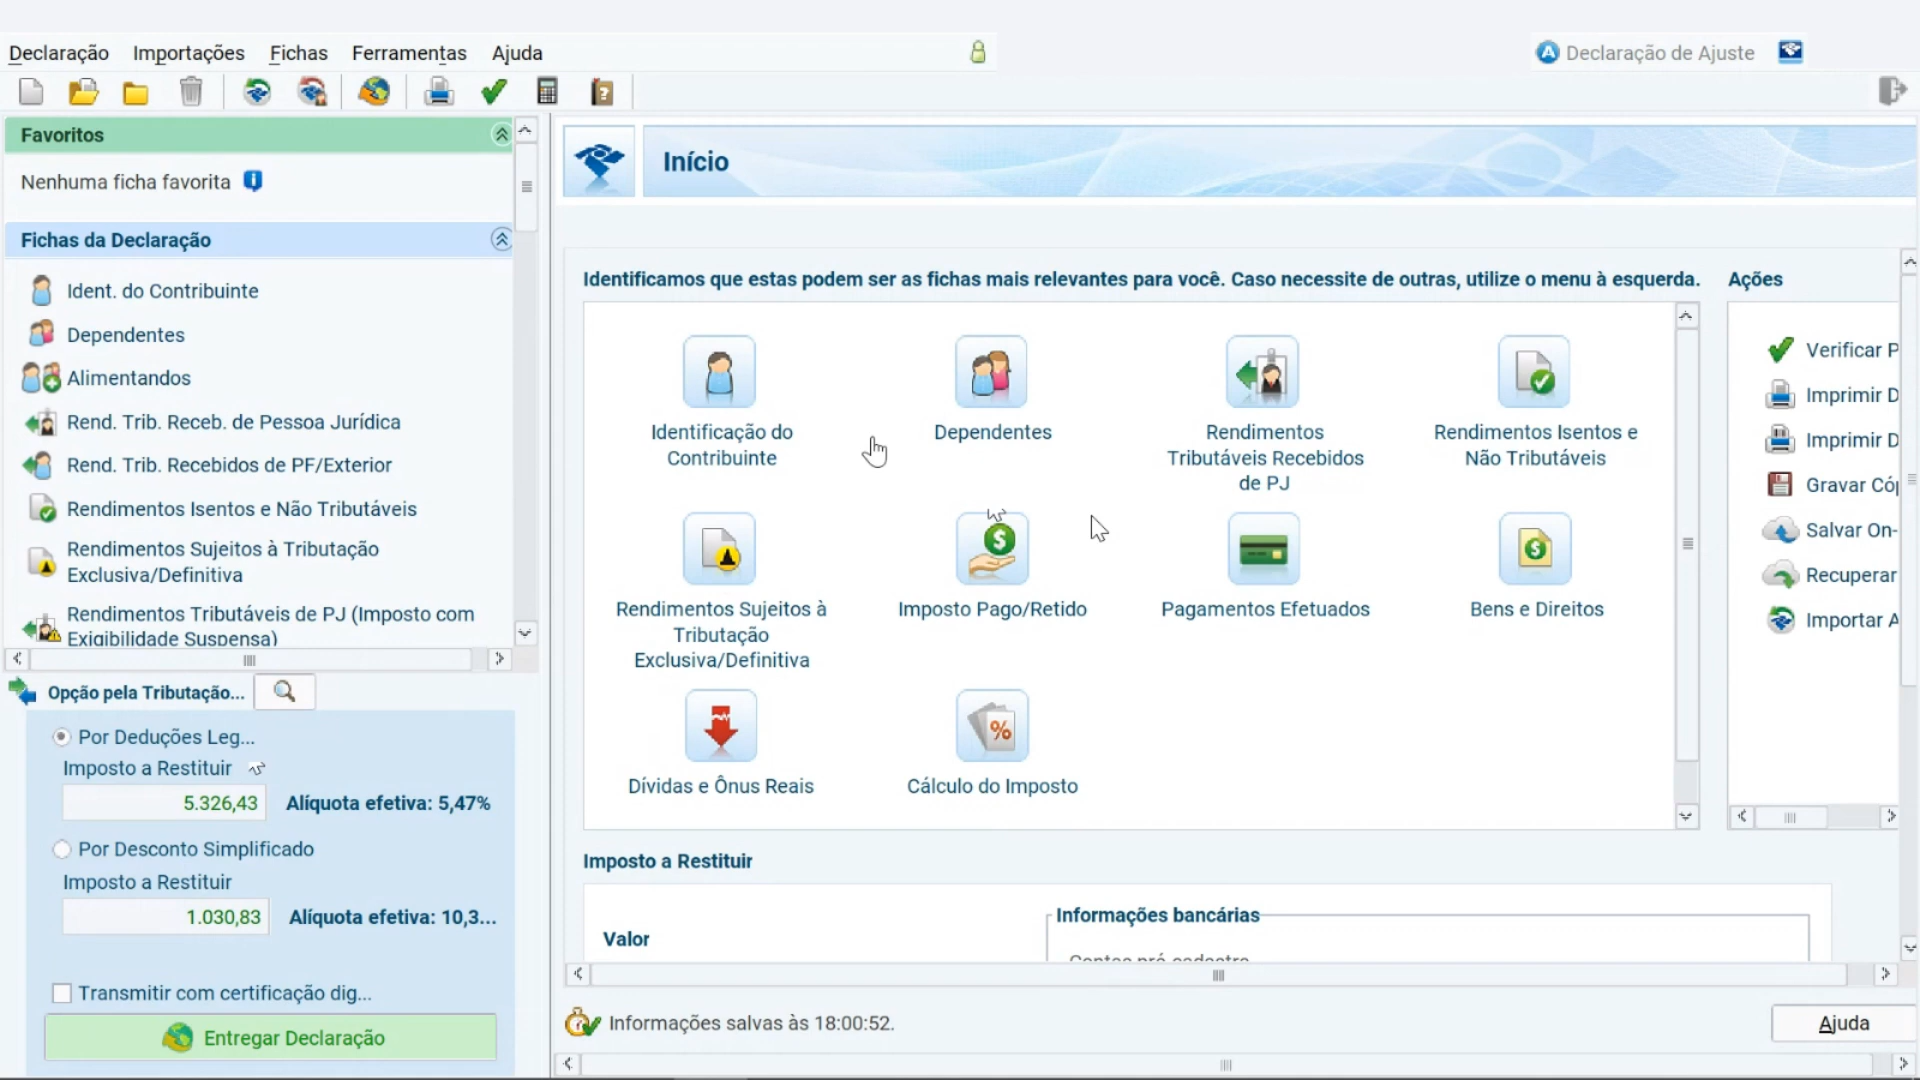 Declaração Importações Fichas Ferramentas Ajuda
Declaração de Ajuste
Favoritos
Nenhuma ficha favorita
Fichas da Declaração
Ident. do Contribuinte
Dependentes
Alimentandos
Rend. Trib. Receb. de Pessoa Jurídica
Rend. Trib. Recebidos de PF/Exterior
Rendimentos Isentos e Não Tributáveis
Rendimentos Sujeitos à Tributação
Exclusiva/Definitiva
Rendimentos Tributáveis de PJ (Imposto com
Exigibilidade Suspensa)
Opção pela Tributação...
Por Deduções Leg...
Imposto a Restituir
5.326,43 Alíquota efetiva: 5,47%
Por Desconto Simplificado
Imposto a Restituir
1.030,83 Alíquota efetiva: 10,3...
Transmitir com certificação dig...
Entregar Declaração
Início
Identificamos que estas podem ser as fichas mais relevantes para você. Caso necessite de outras, utilize o menu à esquerda.
Identificação do
Contribuinte
Dependentes
Rendimentos
Tributáveis Recebidos
de PJ
Rendimentos Isentos e
Não Tributáveis
Rendimentos Sujeitos à
Tributação
Exclusiva/Definitiva
Imposto Pago/Retido
Pagamentos Efetuados
Bens e Direitos
Dívidas e Ônus Reais
Cálculo do Imposto
Ações
Verificar P
Imprimir D
Imprimir D
Gravar Có
Salvar On-
Recuperar
Importar A
Imposto a Restituir
Valor
Informações bancárias
Informações salvas às 18:00:52.
Ajuda